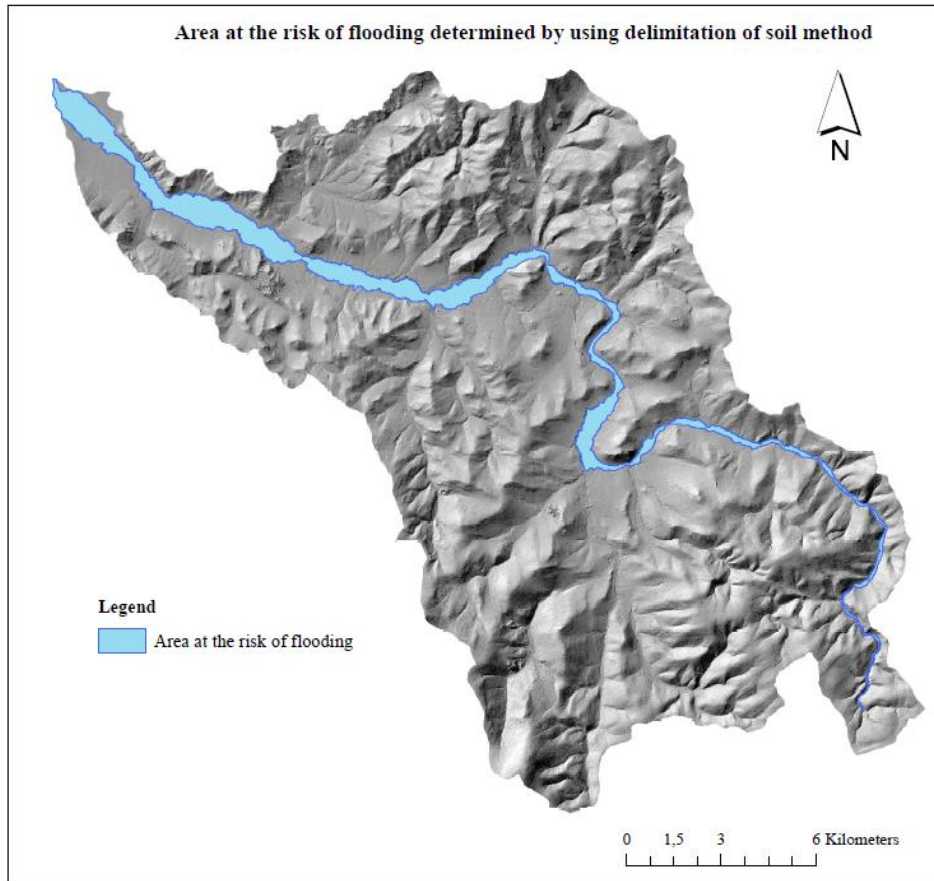 Area at the risk of flooding determined by using delimitation of soil method
N
Legend
Area at the risk of flooding
0 1,5 3 6 Kilometers